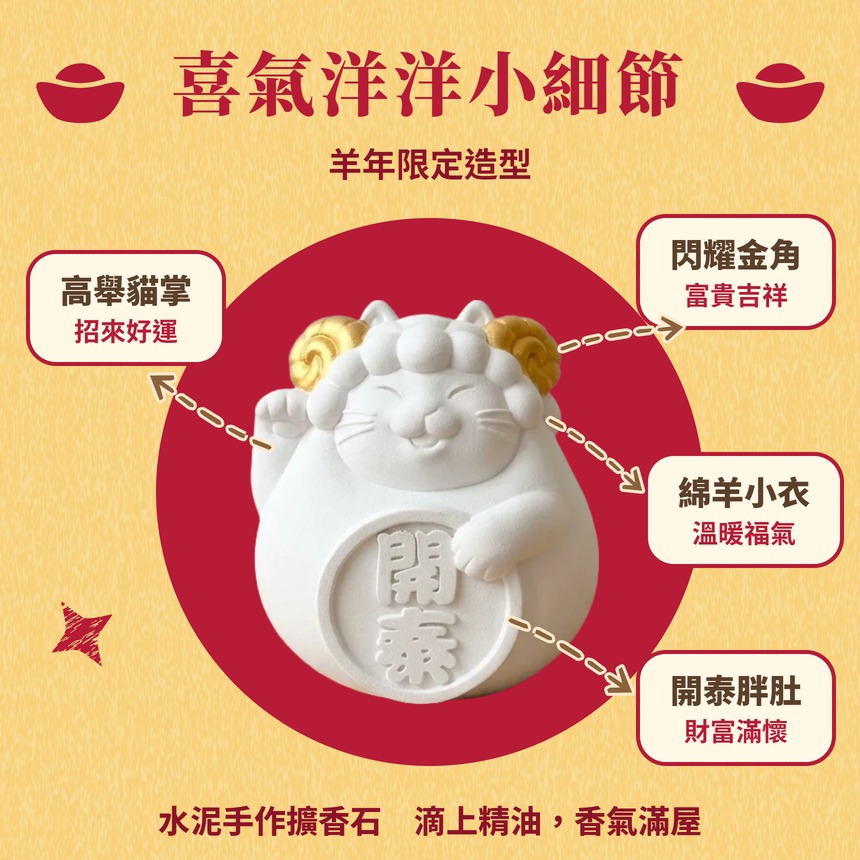 喜氣洋洋小細節
羊年限定造型
高舉貓掌
招來好運
閃耀金角
富貴吉祥
綿羊小衣
溫暖福氣
開泰
開泰胖肚
財富滿懷
水泥手作擴香石 滴上精油，香氣滿屋